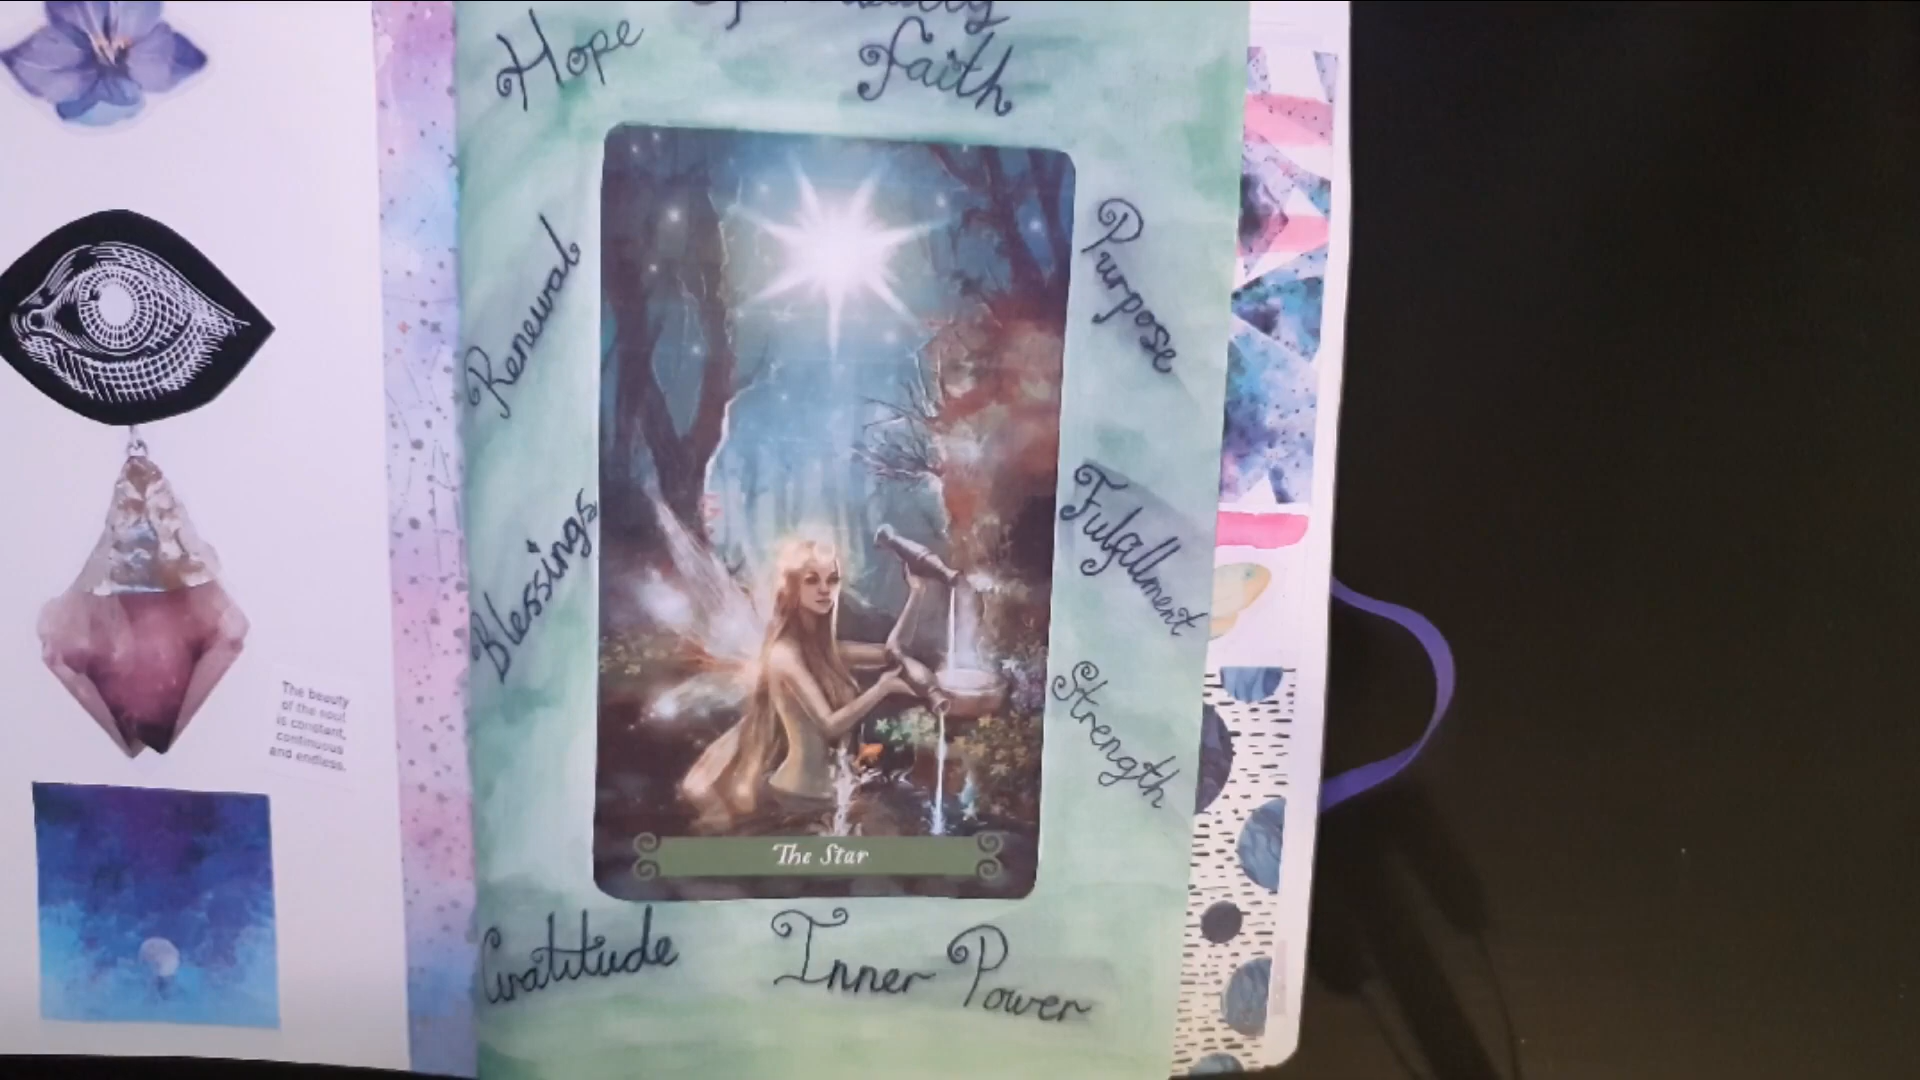 Hope
Faith
Renewal
Purpose
Blessings
Fulfallment
Strength
The beauty
of the soul
is constant,
continuous
and endless.
The Star
Gratitude
Inner Power